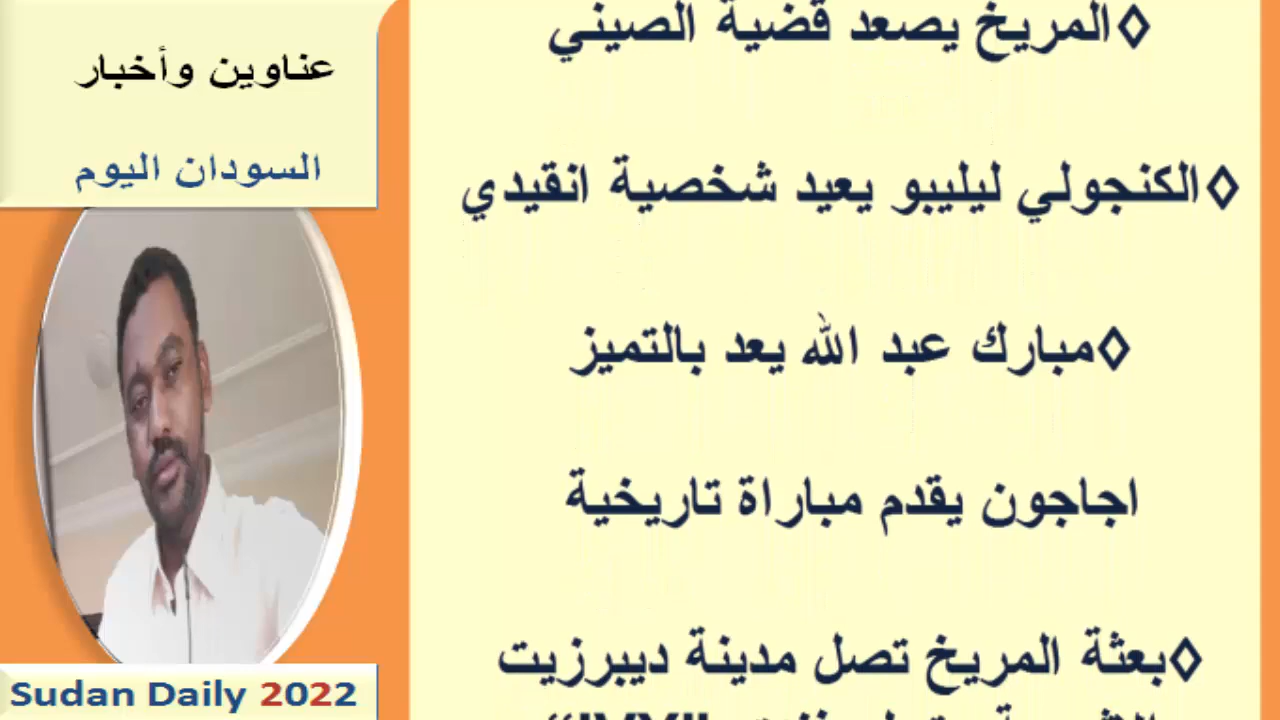 عناوين وأخبار
السودان اليوم
Sudan Daily 2022
◊المريخ يصعد قضية الصيني
◊الكنجولي ليليبو يعيد شخصية انقيدي
◊مبارك عبد الله يعد بالتميز
اجاجون يقدم مباراة تاريخية
◊بعثة المريخ تصل مدينة ديبرزيت